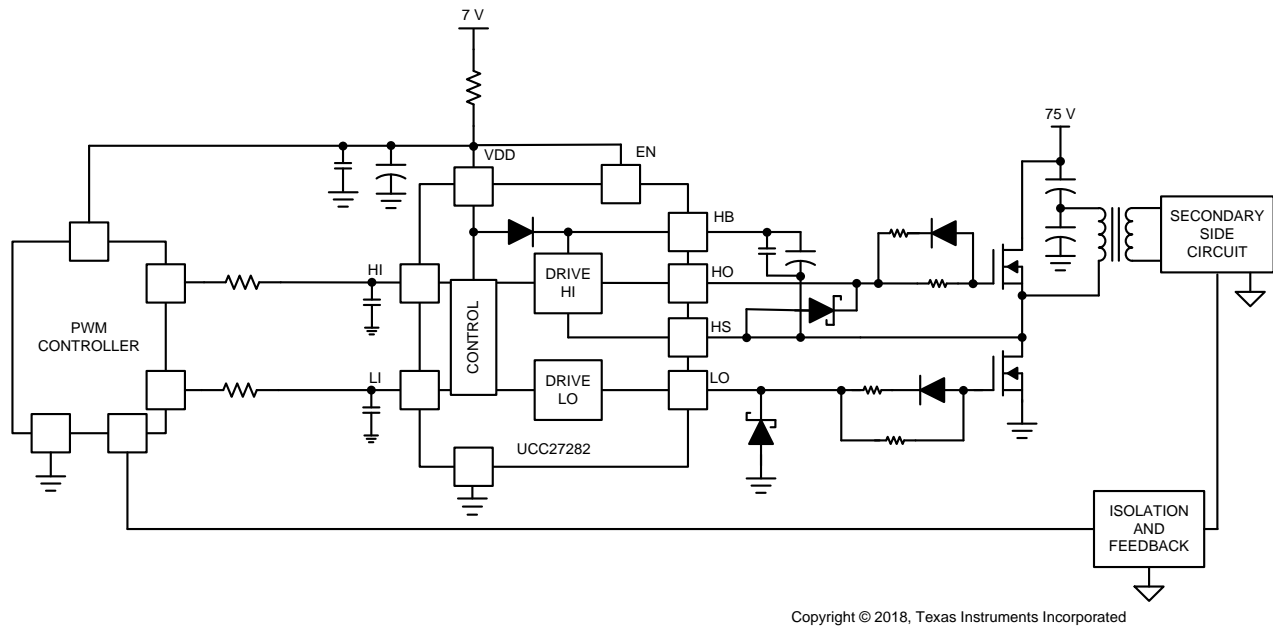 7 V
75 V
VDD
EN
HB
SECONDARY
SIDE
CIRCUIT
HI
DRIVE
HI
HO
PWM
CONTROLLER
CONTROL
HS
LI
DRIVE
LO
LO
UCC27282
ISOLATION
AND
FEEDBACK
Copyright © 2018, Texas Instruments Incorporated